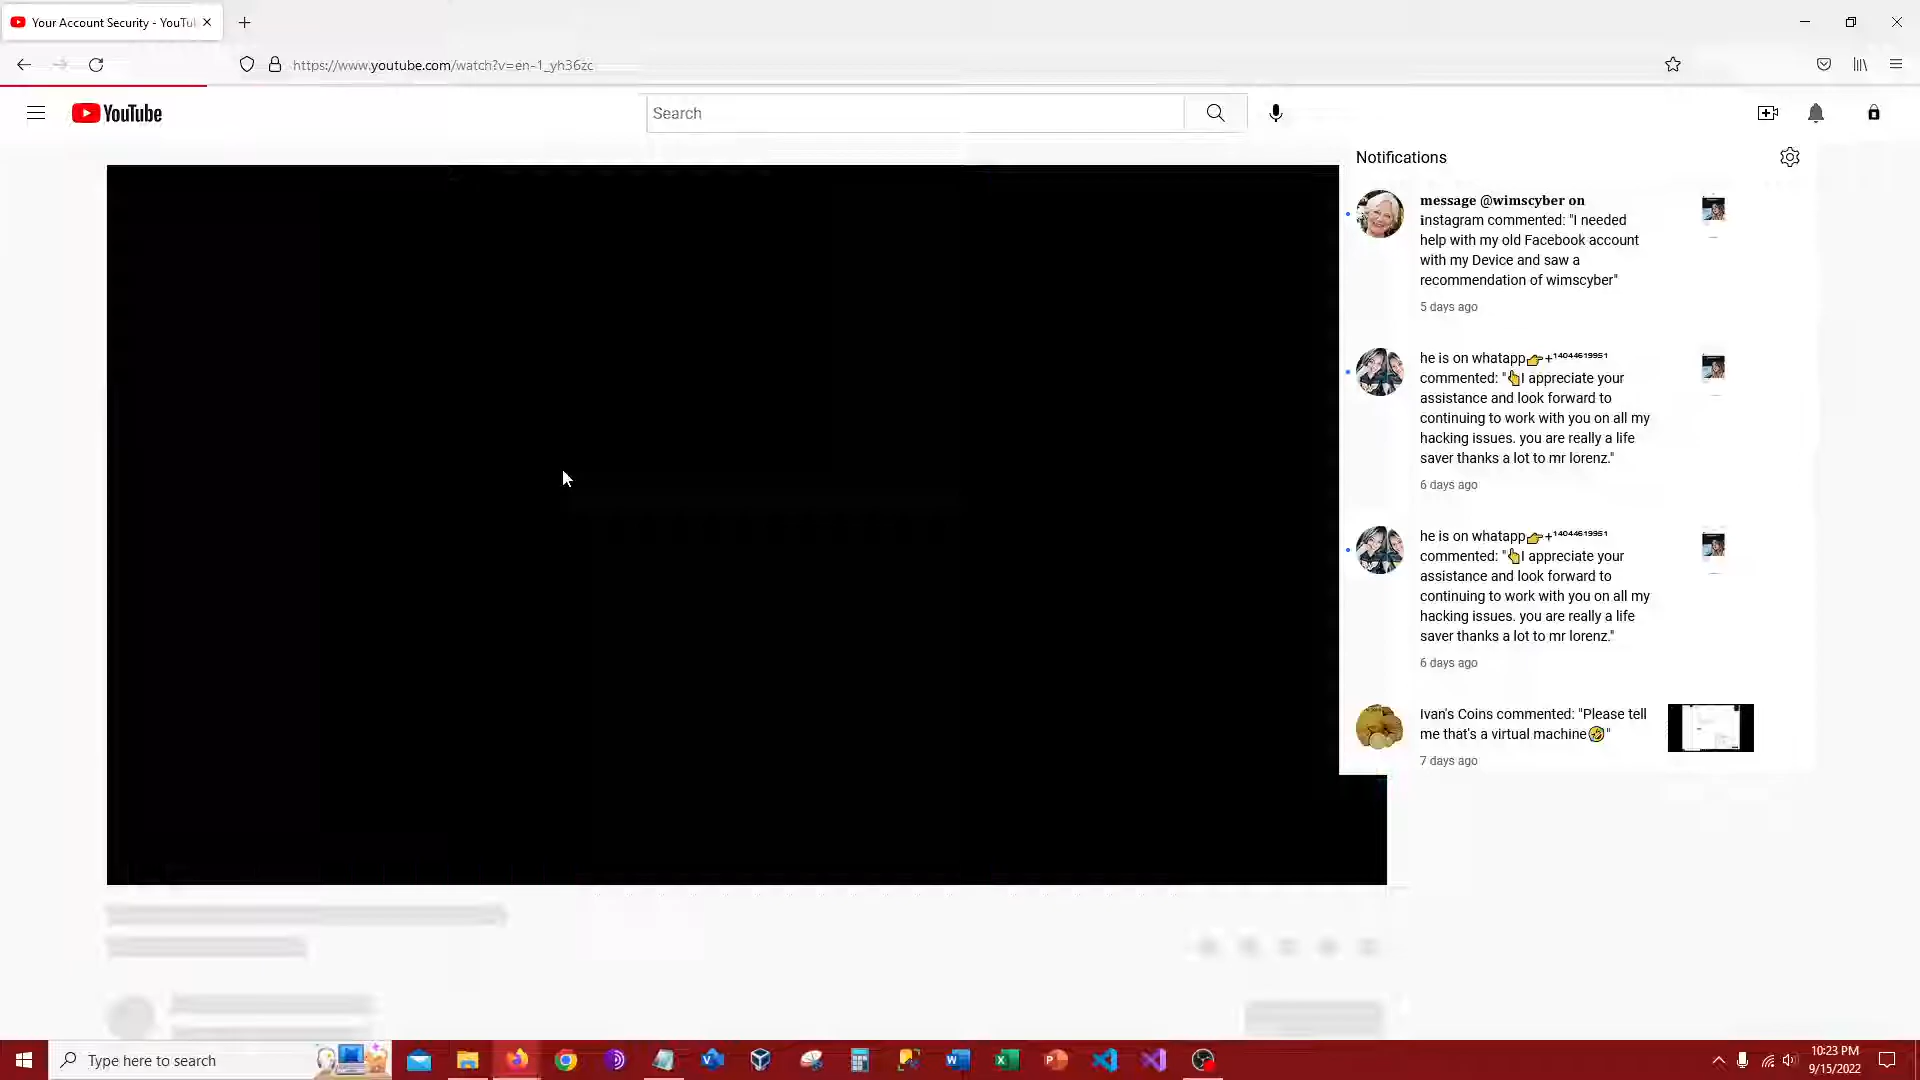 Your Account Security - YouTu
https://www.youtube.com/watch?v=en-1_yh36zc
YouTube
Search
Notifications
message @wimscyber on
instagram commented: "I needed
help with my old Facebook account
with my Device and saw a
recommendation of wimscyber"
5 days ago
he is on whatapp👉+¹⁴⁰⁴⁴⁶¹⁹⁹⁵¹
commented: "👆I appreciate your
assistance and look forward to
continuing to work with you on all my
hacking issues. you are really a life
saver thanks a lot to mr lorenz."
6 days ago
he is on whatapp👉+¹⁴⁰⁴⁴⁶¹⁹⁹⁵¹
commented: "👆I appreciate your
assistance and look forward to
continuing to work with you on all my
hacking issues. you are really a life
saver thanks a lot to mr lorenz."
6 days ago
Ivan's Coins commented: "Please tell
me that's a virtual machine🤣"
7 days ago
Type here to search
10:23 PM
9/15/2022